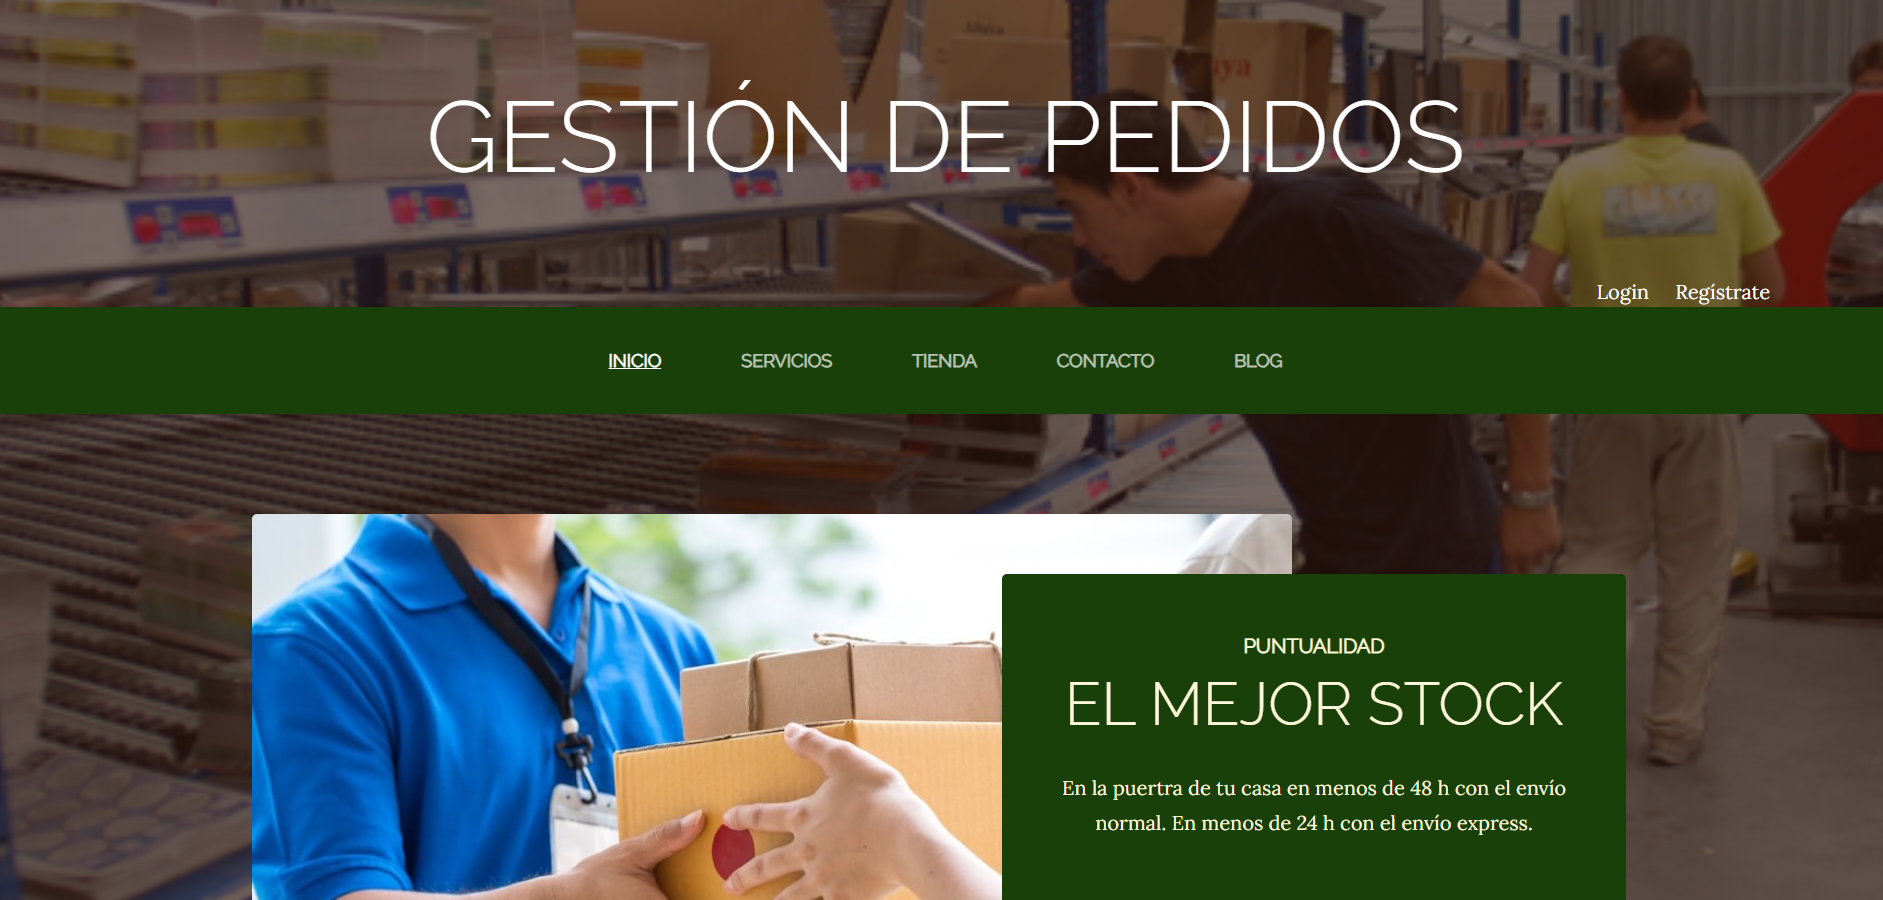 GESTIÓN DE PEDIDOS
Login Regístrate
INICIO SERVICIOS TIENDA CONTACTO BLOG
PUNTUALIDAD
EL MEJOR STOCK
En la puertra de tu casa en menos de 48 h con el envío
normal. En menos de 24 h con el envío express.